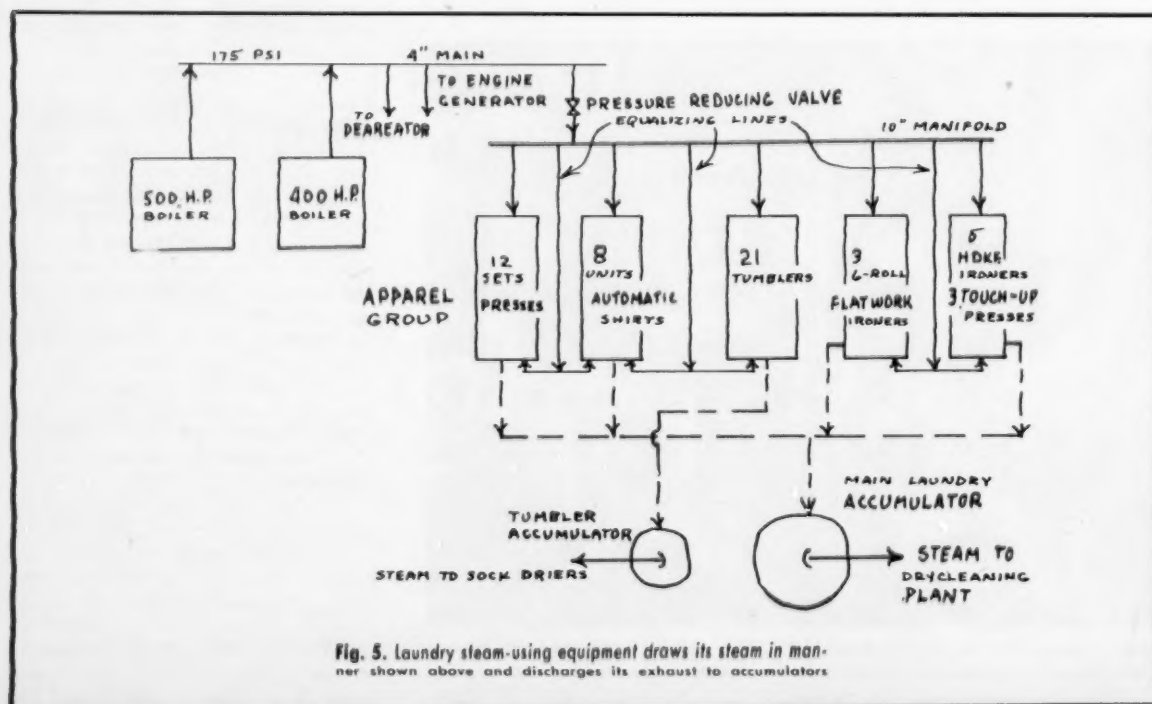 175 PSI
4" MAIN
TO ENGINE
GENERATOR
TO
DEAREATOR
PRESSURE REDUCING VALVE
EQUALIZING LINES
10" MANIFOLD
500 H.P.
BOILER
400 H.P.
BOILER
APPAREL
GROUP
12
SETS
PRESSES
8
UNITS
AUTOMATIC
SHIRTS
21
TUMBLERS
3
6-ROLL
FLATWORK
IRONERS
5
HDKF.
IRONERS
3 TOUCH-UP
PRESSES
TUMBLER
ACCUMULATOR
STEAM TO SOCK DRIERS
MAIN LAUNDRY
ACCUMULATOR
STEAM TO
DRYCLEANING
PLANT
Fig. 5. Laundry steam-using equipment draws its steam in man-
ner shown above and discharges its exhaust to accumulators